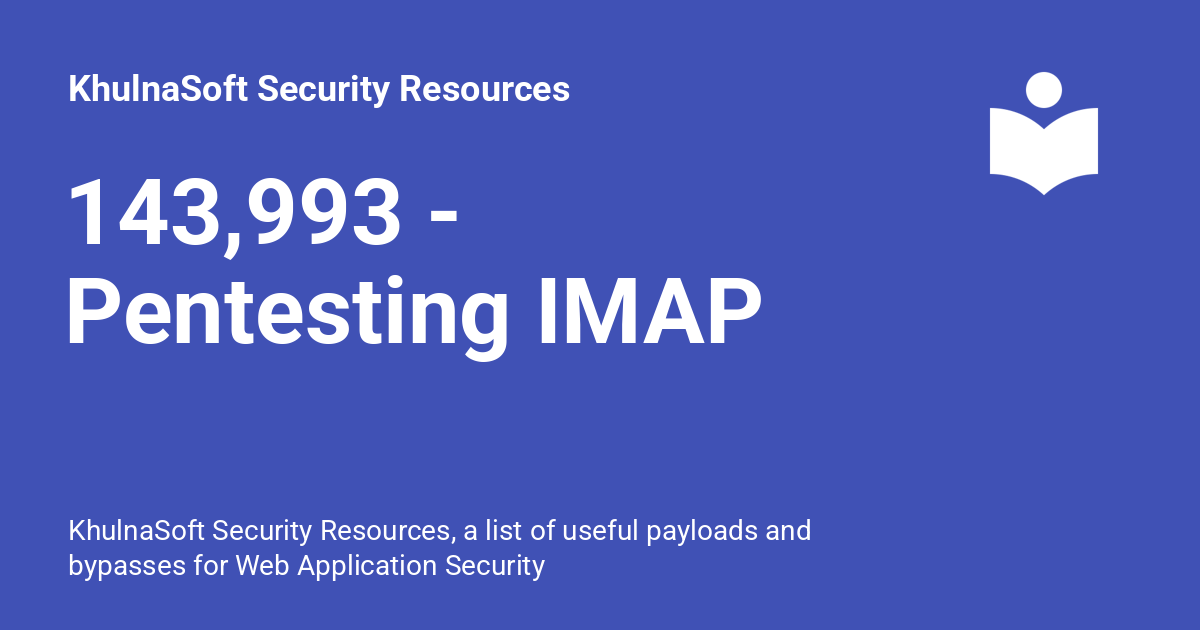 KhulnaSoft Security Resources
143,993 -
Pentesting IMAP
KhulnaSoft Security Resources, a list of useful payloads and
bypasses for Web Application Security